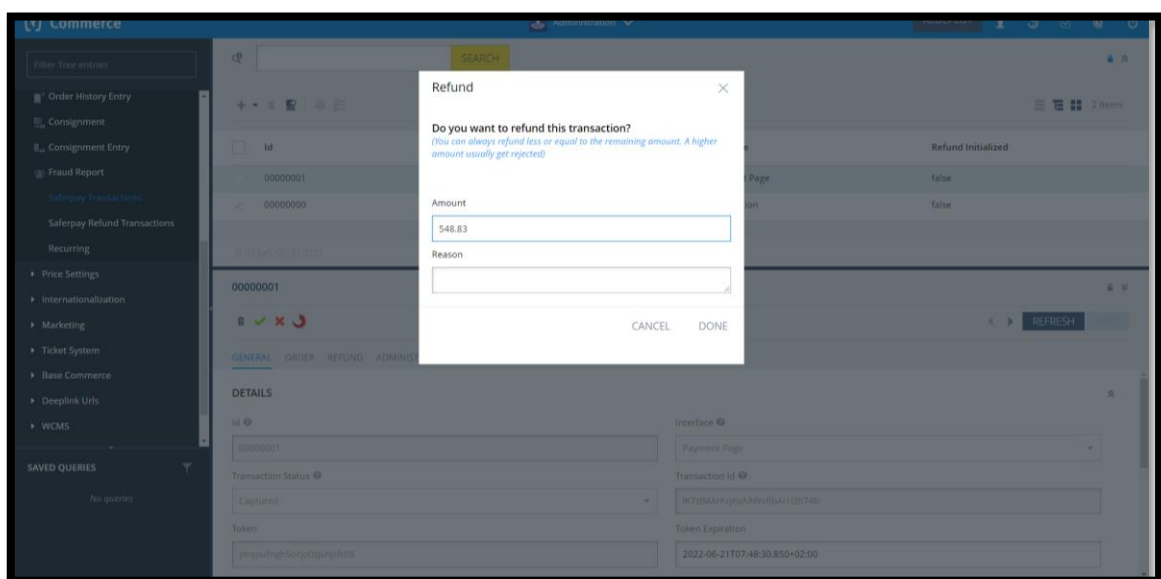 Commerce
Administration
Filter Tree entries
SEARCH
Order History Entry
Consignment
Consignment Entry
Fraud Report
Saferpay Transactions
Saferpay Refund Transactions
Recurring
Price Settings
Internationalization
Marketing
Ticket System
Base Commerce
Deeplink Urls
WCMS
SAVED QUERIES
No queries
2 items
Id
Refund Initialized
00000001
Page
false
00000000
false
0 ITEMS SELECTED
Refund
Do you want to refund this transaction?
(You can always refund less or equal to the remaining amount. A higher
amount usually get rejected)
Amount
548.83
Reason
CANCEL DONE
00000001
REFRESH
GENERAL ORDER REFUND ADMINIST
DETAILS
Id
Interface
00000001
Payment Page
Transaction Status
Transaction Id
Captured
Token
Token Expiration
2022-06-21T07:48:30.850+02:00